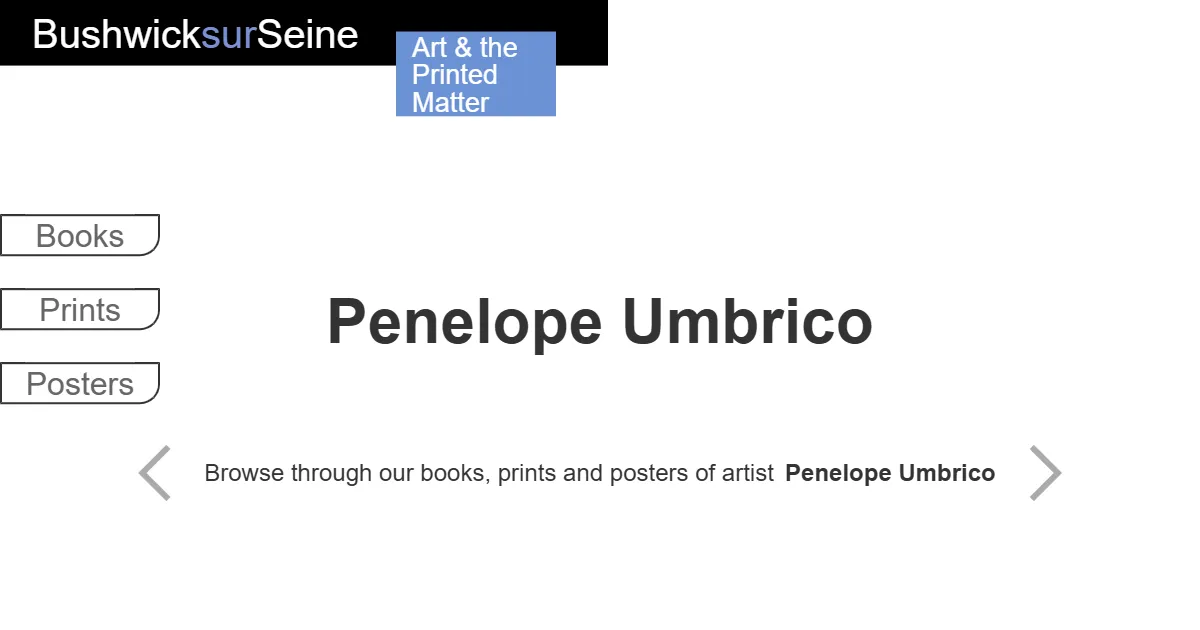 BushwicksurSeine
Art & the
Printed
Matter
Books
Prints
Posters
Penelope Umbrico
Browse through our books, prints and posters of artist Penelope Umbrico